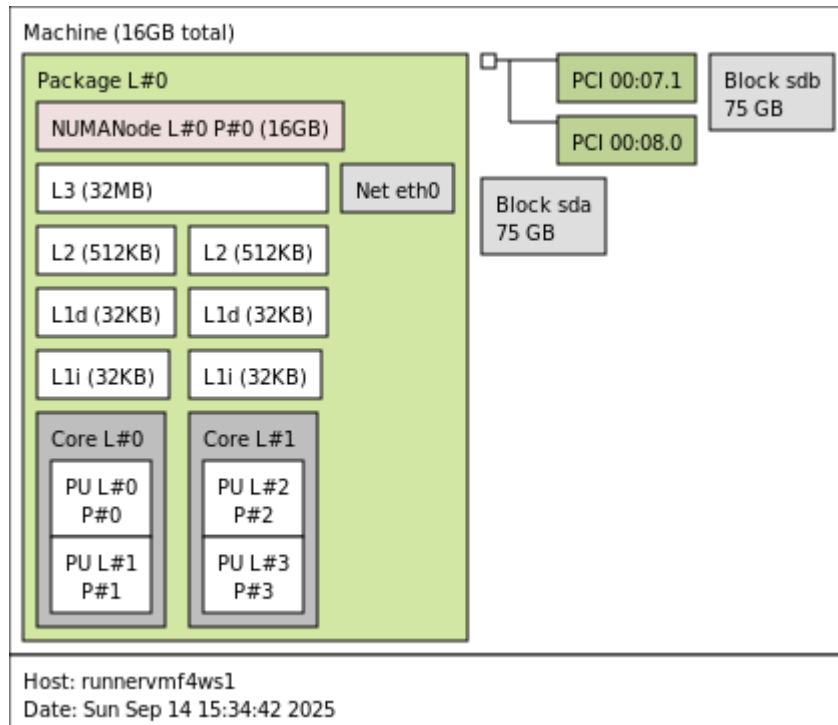 Machine (16GB total)
Package L#0
NUMANode L#0 P#0 (16GB)
L3 (32MB)
Net eth0
L2 (512KB)
L2 (512KB)
L1d (32KB)
L1d (32KB)
L1i (32KB)
L1i (32KB)
Core L#0
Core L#1
PU L#0
P#0
PU L#2
P#2
PU L#1
P#1
PU L#3
P#3
PCI 00:07.1
PCI 00:08.0
Block sdb
75 GB
Block sda
75 GB
Host: runnervmf4ws1
Date: Sun Sep 14 15:34:42 2025